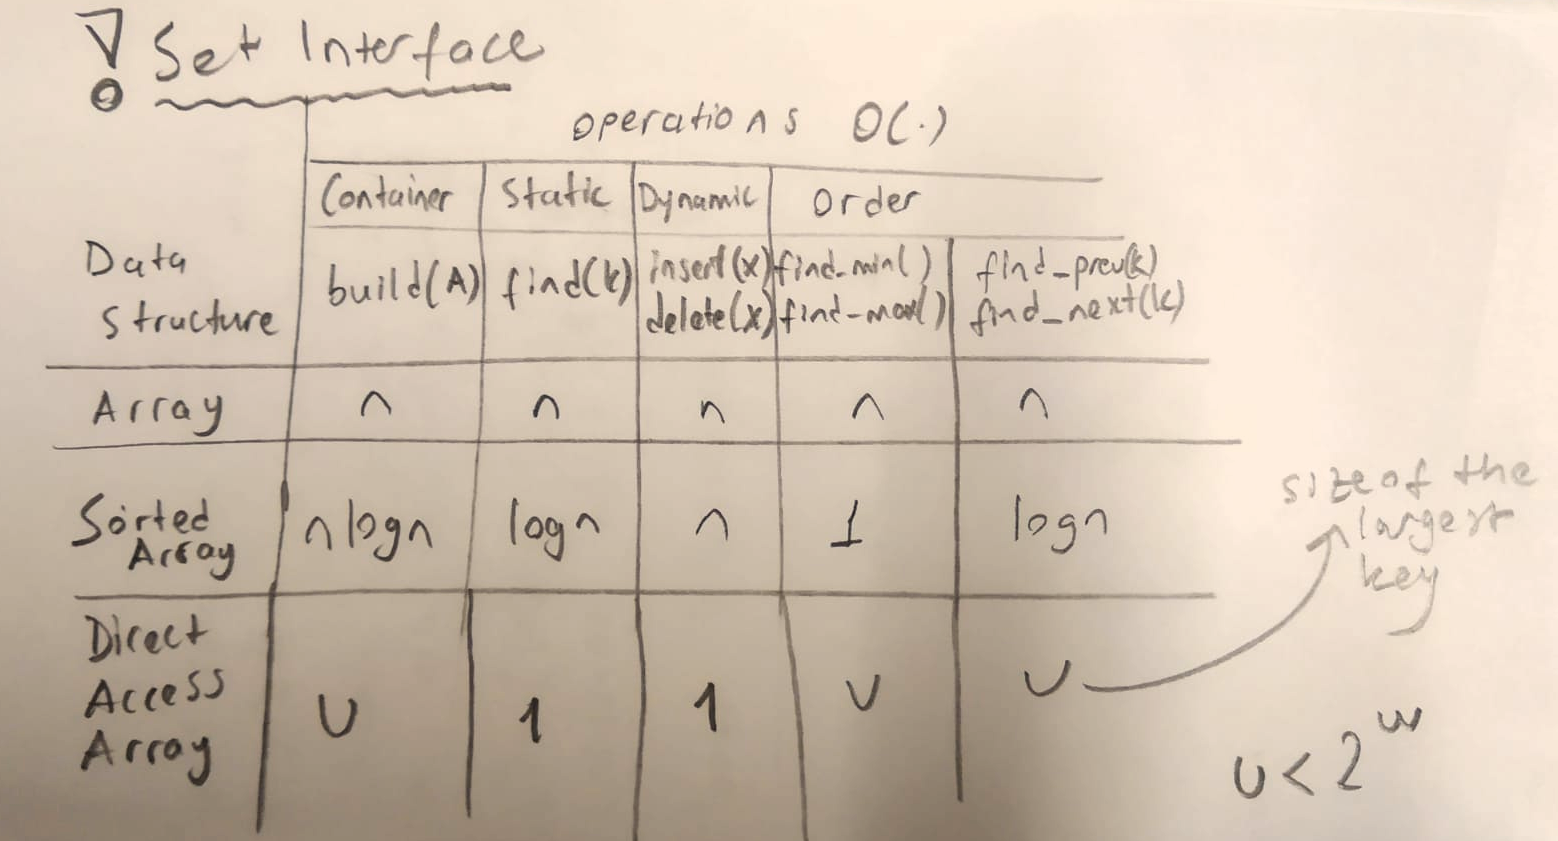 Set Interface
operations O(.)
Container Static Dynamic Order
Data Structure
build(A) find(k) insert(x) delete(x) find_min() find_max() find_prev(k) find_next(k)
Array n n n n n
Sorted Array n log n log n n 1 log n
size of the largest key
Direct Access Array u 1 1 u u
u < 2^w